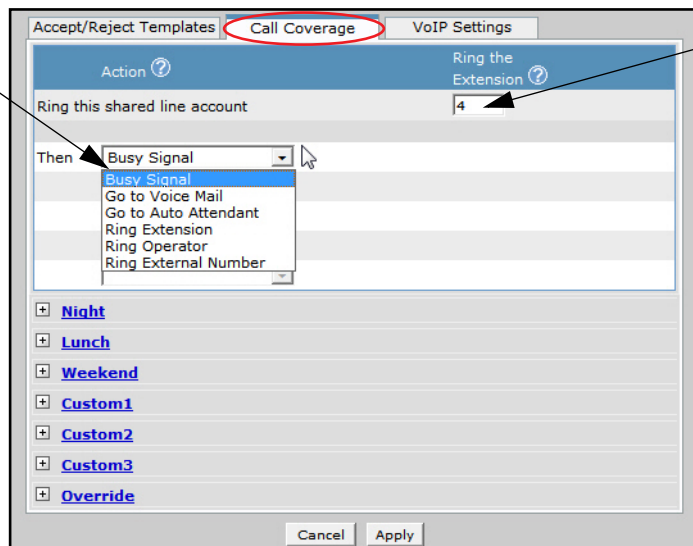 Accept/Reject Templates Call Coverage VoIP Settings
Action ? Ring the Extension ?
Ring this shared line account 4
Then Busy Signal
Busy Signal
Go to Voice Mail
Go to Auto Attendant
Ring Extension
Ring Operator
Ring External Number
Night
Lunch
Weekend
Custom1
Custom2
Custom3
Override
Cancel Apply